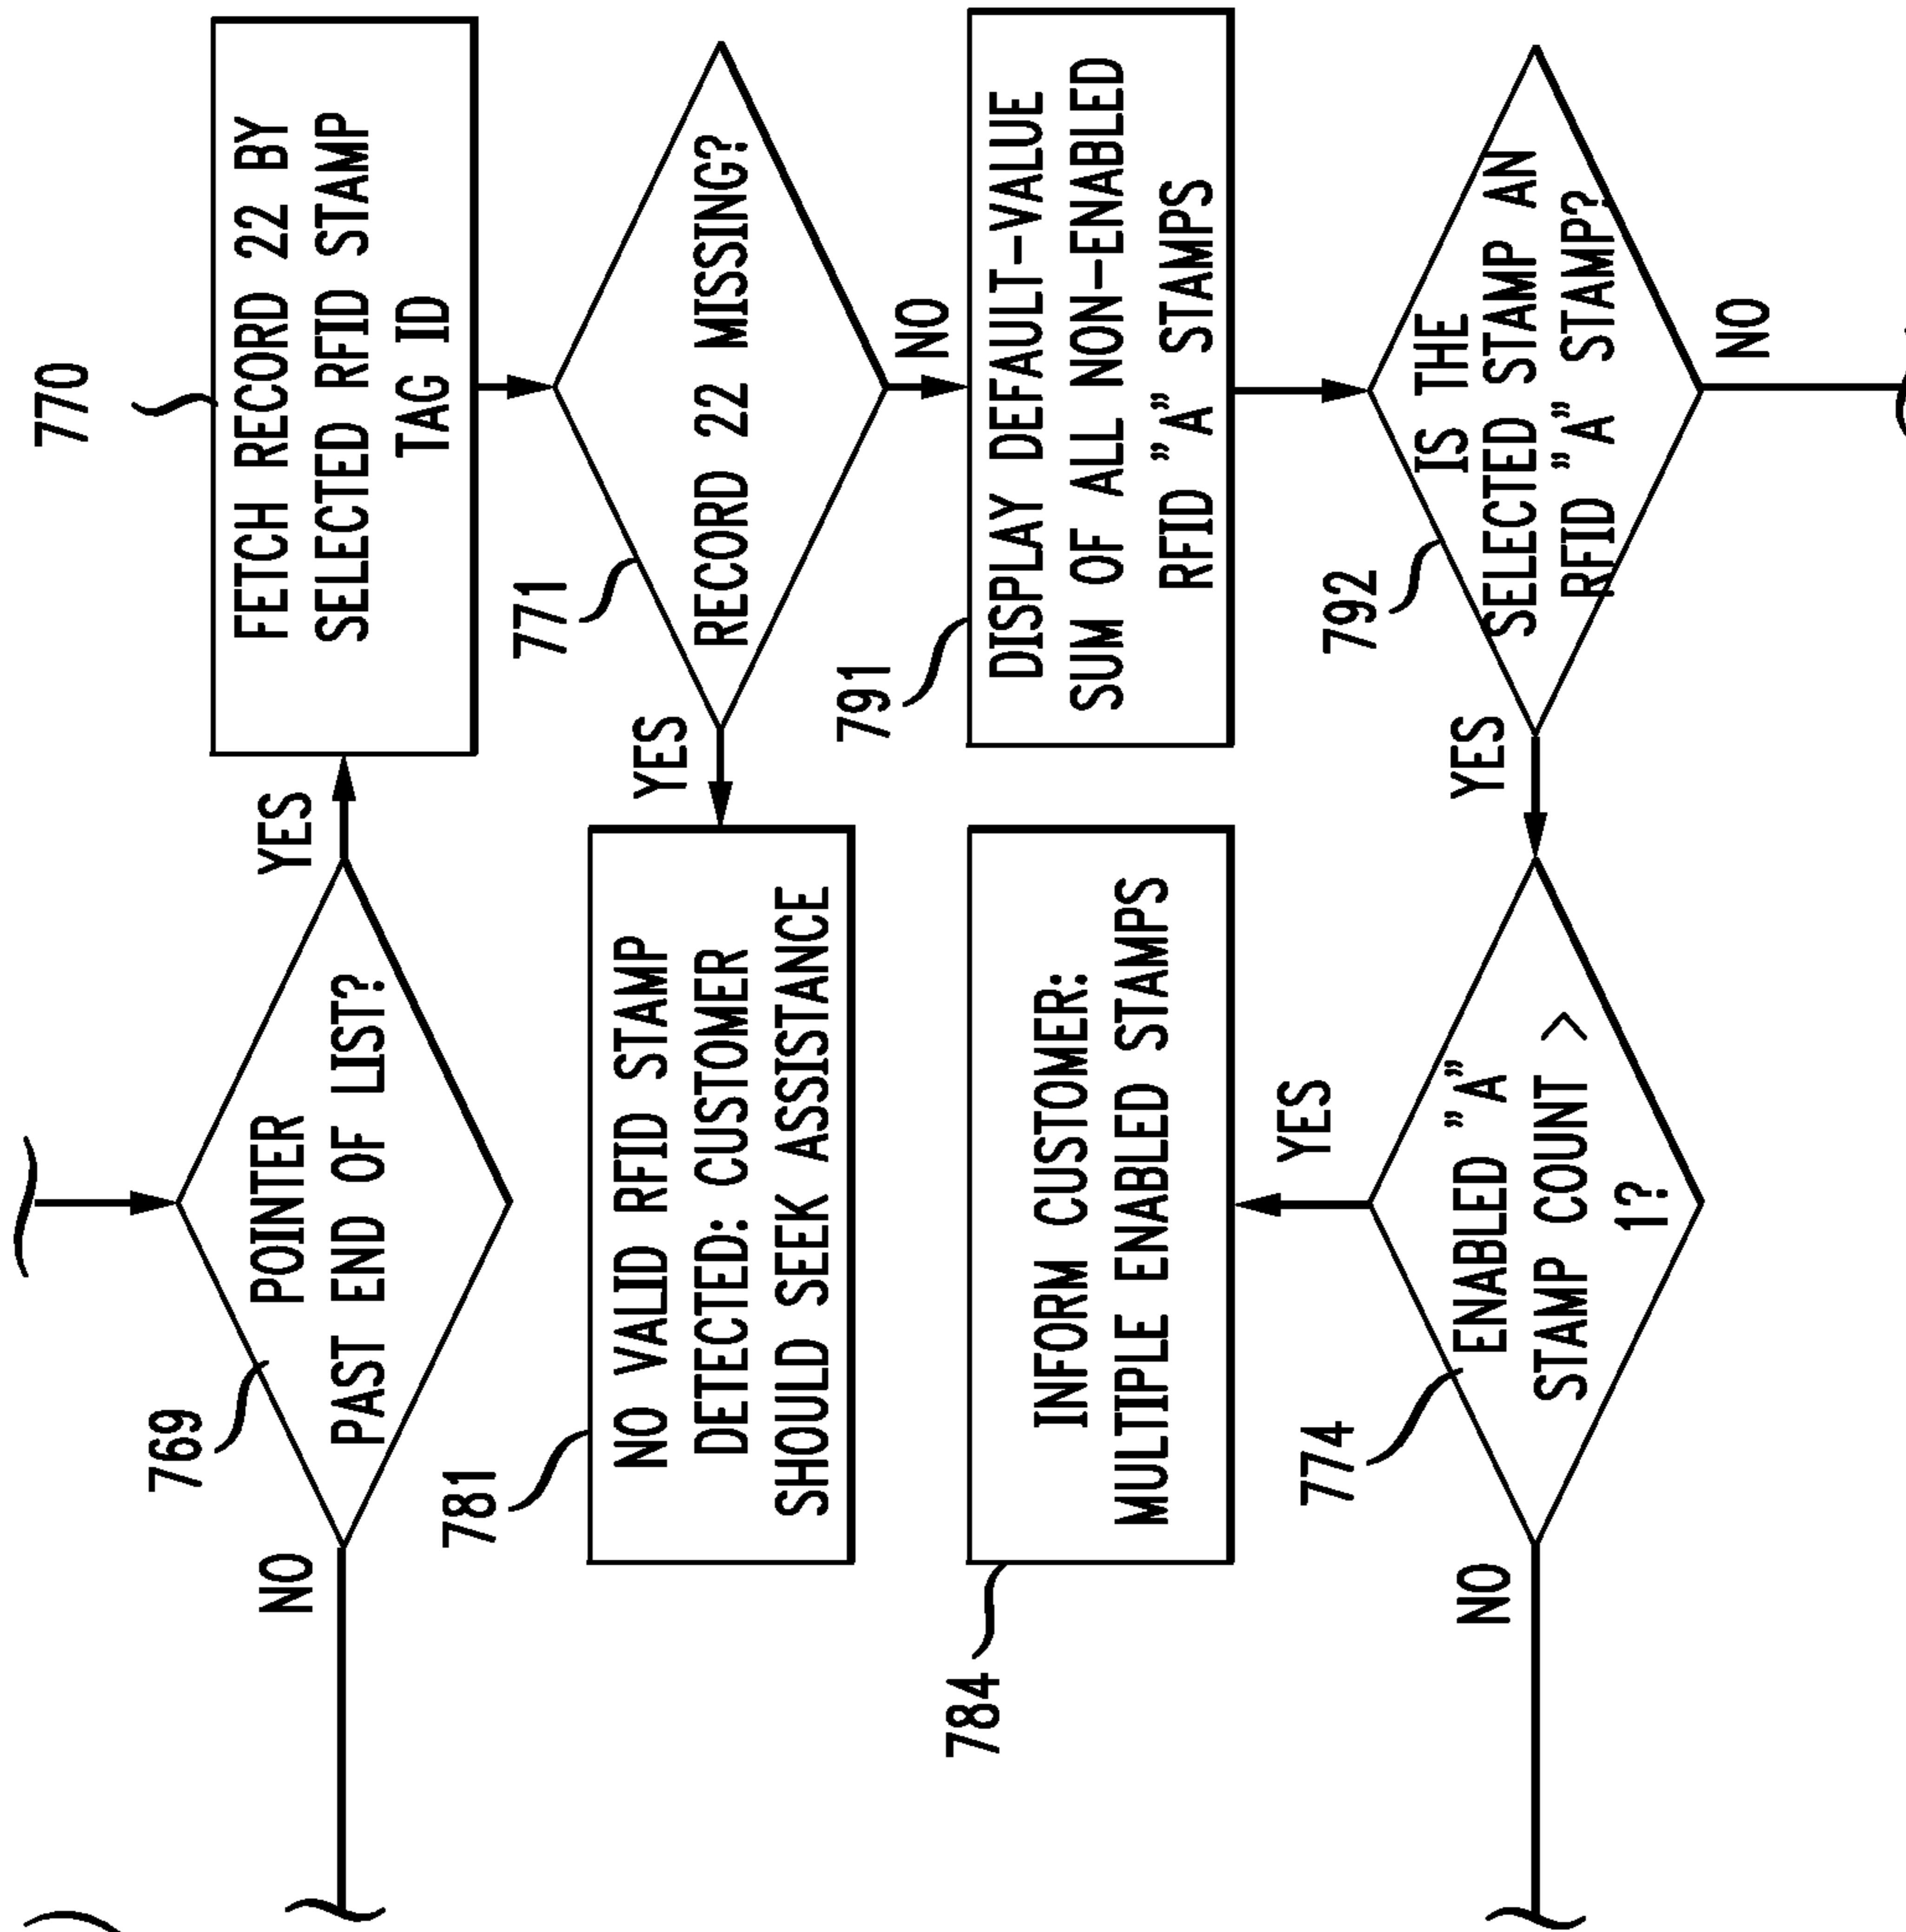 769
POINTER
PAST END OF LIST?
NO
YES
770
FETCH RECORD 22 BY
SELECTED RFID STAMP
TAG ID
771
RECORD 22 MISSING?
YES
NO
781
NO VALID RFID STAMP
DETECTED: CUSTOMER
SHOULD SEEK ASSISTANCE
791
DISPLAY DEFAULT-VALUE
SUM OF ALL NON-ENABLED
RFID "A" STAMPS
784
INFORM CUSTOMER:
MULTIPLE ENABLED STAMPS
792
IS THE
SELECTED STAMP AN
RFID "A" STAMP?
YES
NO
774
ENABLED "A"
STAMP COUNT >
1?
YES
NO